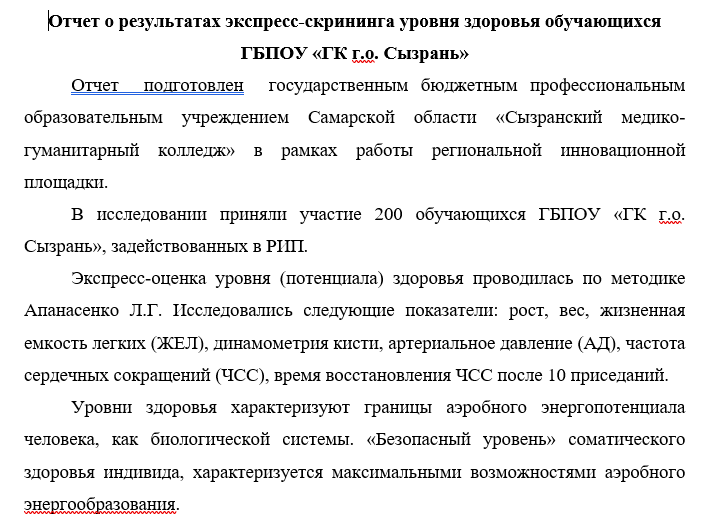 Отчет о результатах экспресс-скрининга уровня здоровья обучающихся
ГБПОУ «ГК г.о. Сызрань»
Отчет подготовлен государственным бюджетным профессиональным
образовательным учреждением Самарской области «Сызранский медико-
гуманитарный колледж» в рамках работы региональной инновационной
площадки.
В исследовании приняли участие 200 обучающихся ГБПОУ «ГК г.о.
Сызрань», задействованных в РИП.
Экспресс-оценка уровня (потенциала) здоровья проводилась по методике
Апанасенко Л.Г. Исследовались следующие показатели: рост, вес, жизненная
емкость легких (ЖЕЛ), динамометрия кисти, артериальное давление (АД), частота
сердечных сокращений (ЧСС), время восстановления ЧСС после 10 приседаний.
Уровни здоровья характеризуют границы аэробного энергопотенциала
человека, как биологической системы. «Безопасный уровень» соматического
здоровья индивида, характеризуется максимальными возможностями аэробного
энергообразования.